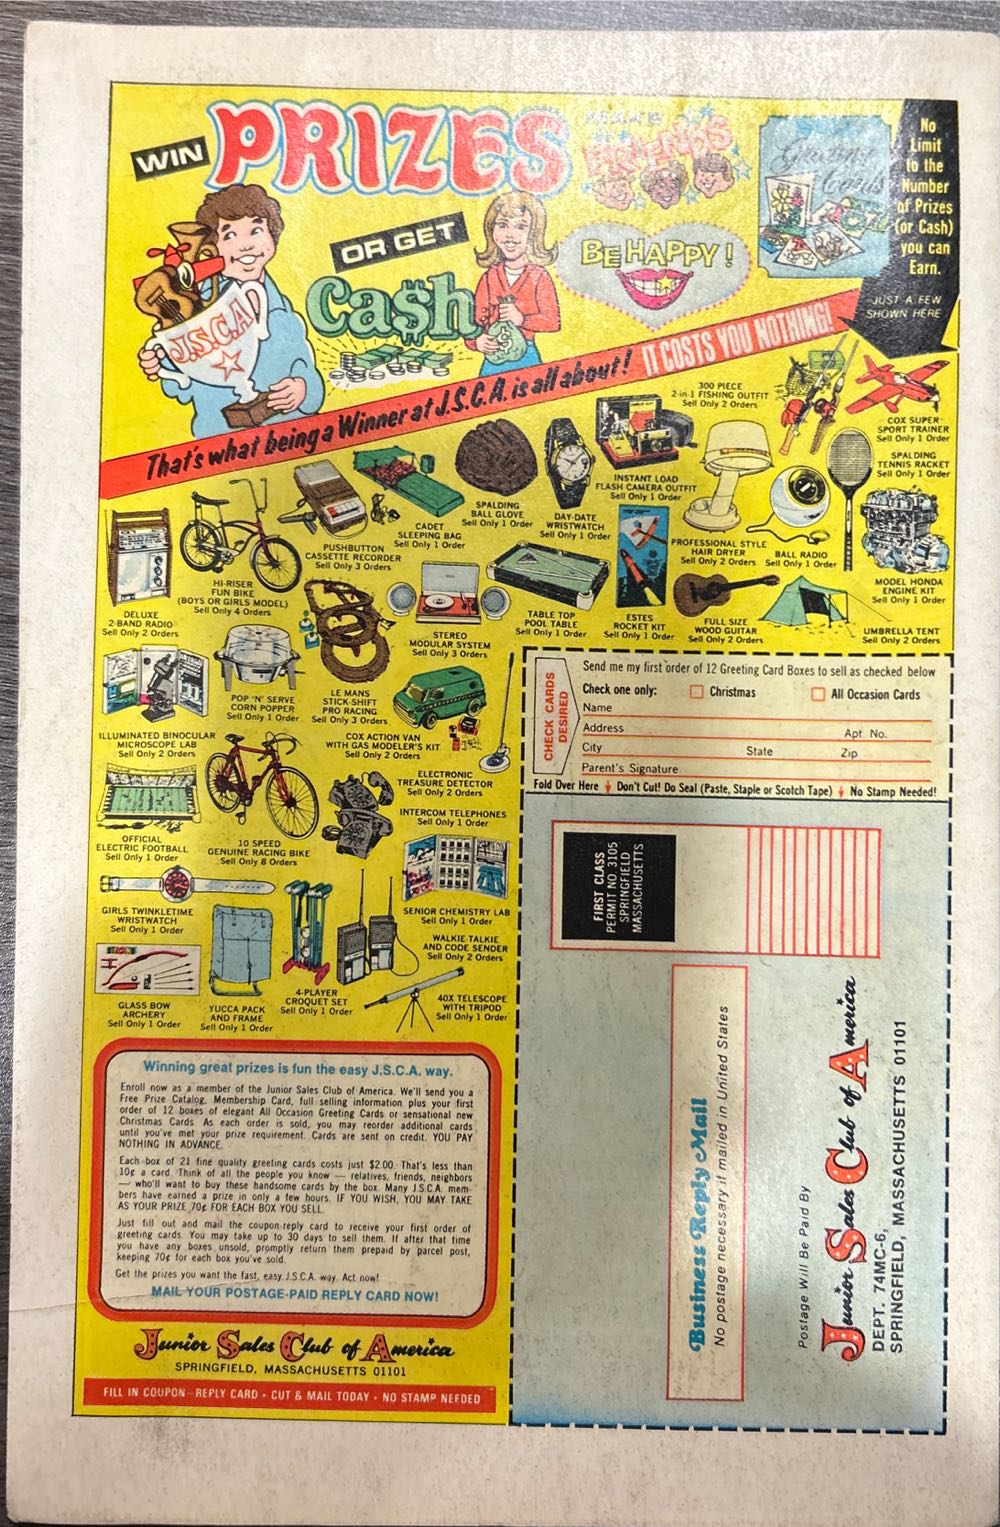 WIN PRIZES
MAKE
FRIENDS
Greeting
Cards
OR GET
Ca$h
BE HAPPY!
J.S.C.A.
No
Limit
to the
Number
of Prizes
(or Cash)
you can
Earn.
JUST A FEW
SHOWN HERE
That's what being a Winner at J.S.C.A. is all about! IT COSTS YOU NOTHING!
300 PIECE
2-in-1 FISHING OUTFIT
Sell Only 2 Orders
COX SUPER
SPORT TRAINER
Sell Only 1 Order
SPALDING
TENNIS RACKET
Sell Only 1 Order
INSTANT LOAD
FLASH CAMERA OUTFIT
Sell Only 1 Order
SPALDING
BALL GLOVE
Sell Only 1 Order
DAY-DATE
WRISTWATCH
Sell Only 1 Order
CADET
SLEEPING BAG
Sell Only 1 Order
PUSHBUTTON
CASSETTE RECORDER
Sell Only 3 Orders
PROFESSIONAL STYLE
HAIR DRYER
Sell Only 2 Orders
BALL RADIO
Sell Only 1 Order
MODEL HONDA
ENGINE KIT
Sell Only 1 Order
HI-RISER
FUN BIKE
(BOYS OR GIRLS MODEL)
Sell Only 4 Orders
DELUXE
2-BAND RADIO
Sell Only 2 Orders
STEREO
MODULAR SYSTEM
Sell Only 3 Orders
TABLE TOP
POOL TABLE
Sell Only 1 Order
ESTES
ROCKET KIT
Sell Only 1 Order
FULL SIZE
WOOD GUITAR
Sell Only 2 Orders
UMBRELLA TENT
Sell Only 2 Orders
POP 'N' SERVE
CORN POPPER
Sell Only 1 Order
LE MANS
STICK-SHIFT
PRO RACING
Sell Only 3 Orders
ILLUMINATED BINOCULAR
MICROSCOPE LAB
Sell Only 2 Orders
COX ACTION VAN
WITH GAS MODELER'S KIT
Sell Only 2 Orders
ELECTRONIC
TREASURE DETECTOR
Sell Only 2 Orders
INTERCOM TELEPHONES
Sell Only 1 Order
OFFICIAL
ELECTRIC FOOTBALL
Sell Only 1 Order
10 SPEED
GENUINE RACING BIKE
Sell Only 8 Orders
GIRLS TWINKLETIME
WRISTWATCH
Sell Only 1 Order
SENIOR CHEMISTRY LAB
Sell Only 1 Order
WALKIE-TALKIE
AND CODE SENDER
Sell Only 2 Orders
GLASS BOW
ARCHERY
Sell Only 1 Order
YUCCA PACK
AND FRAME
Sell Only 1 Order
4-PLAYER
CROQUET SET
Sell Only 1 Order
40X TELESCOPE
WITH TRIPOD
Sell Only 1 Order
Winning great prizes is fun the easy J.S.C.A. way.
Enroll now as a member of the Junior Sales Club of America. We'll send you a
Free Prize Catalog, Membership Card, full selling information plus your first
order of 12 boxes of elegant All Occasion Greeting Cards or sensational new
Christmas Cards. As each order is sold, you may reorder additional cards
until you've met your prize requirement. Cards are sent on credit. YOU PAY
NOTHING IN ADVANCE.
Each box of 21 fine quality greeting cards costs just $2.00. That's less than
10¢ a card. Think of all the people you know — relatives, friends, neighbors
— who'll want to buy these handsome cards by the box. Many J.S.C.A. mem-
bers have earned a prize in only a few hours. IF YOU WISH, YOU MAY TAKE
AS YOUR PRIZE 70¢ FOR EACH BOX YOU SELL.
Just fill out and mail the coupon-reply card to receive your first order of
greeting cards. You may take up to 30 days to sell them. If after that time
you have any boxes unsold, promptly return them prepaid by parcel post,
keeping 70¢ for each box you've sold.
Get the prizes you want the fast, easy J.S.C.A. way. Act now!
MAIL YOUR POSTAGE-PAID REPLY CARD NOW!
Junior Sales Club of America
SPRINGFIELD, MASSACHUSETTS 01101
FILL IN COUPON-REPLY CARD • CUT & MAIL TODAY • NO STAMP NEEDED
CHECK CARDS
DESIRED
Send me my first order of 12 Greeting Card Boxes to sell as checked below
Check one only: Christmas All Occasion Cards
Name
Address Apt. No.
City State Zip
Parent's Signature
Fold Over Here Don't Cut! Do Seal (Paste, Staple or Scotch Tape) No Stamp Needed!
FIRST CLASS
PERMIT NO 3105
SPRINGFIELD
MASSACHUSETTS
Business Reply Mail
No postage necessary if mailed in United States
Postage Will Be Paid By
Junior Sales Club of America
DEPT. 74MC-6,
SPRINGFIELD, MASSACHUSETTS 01101